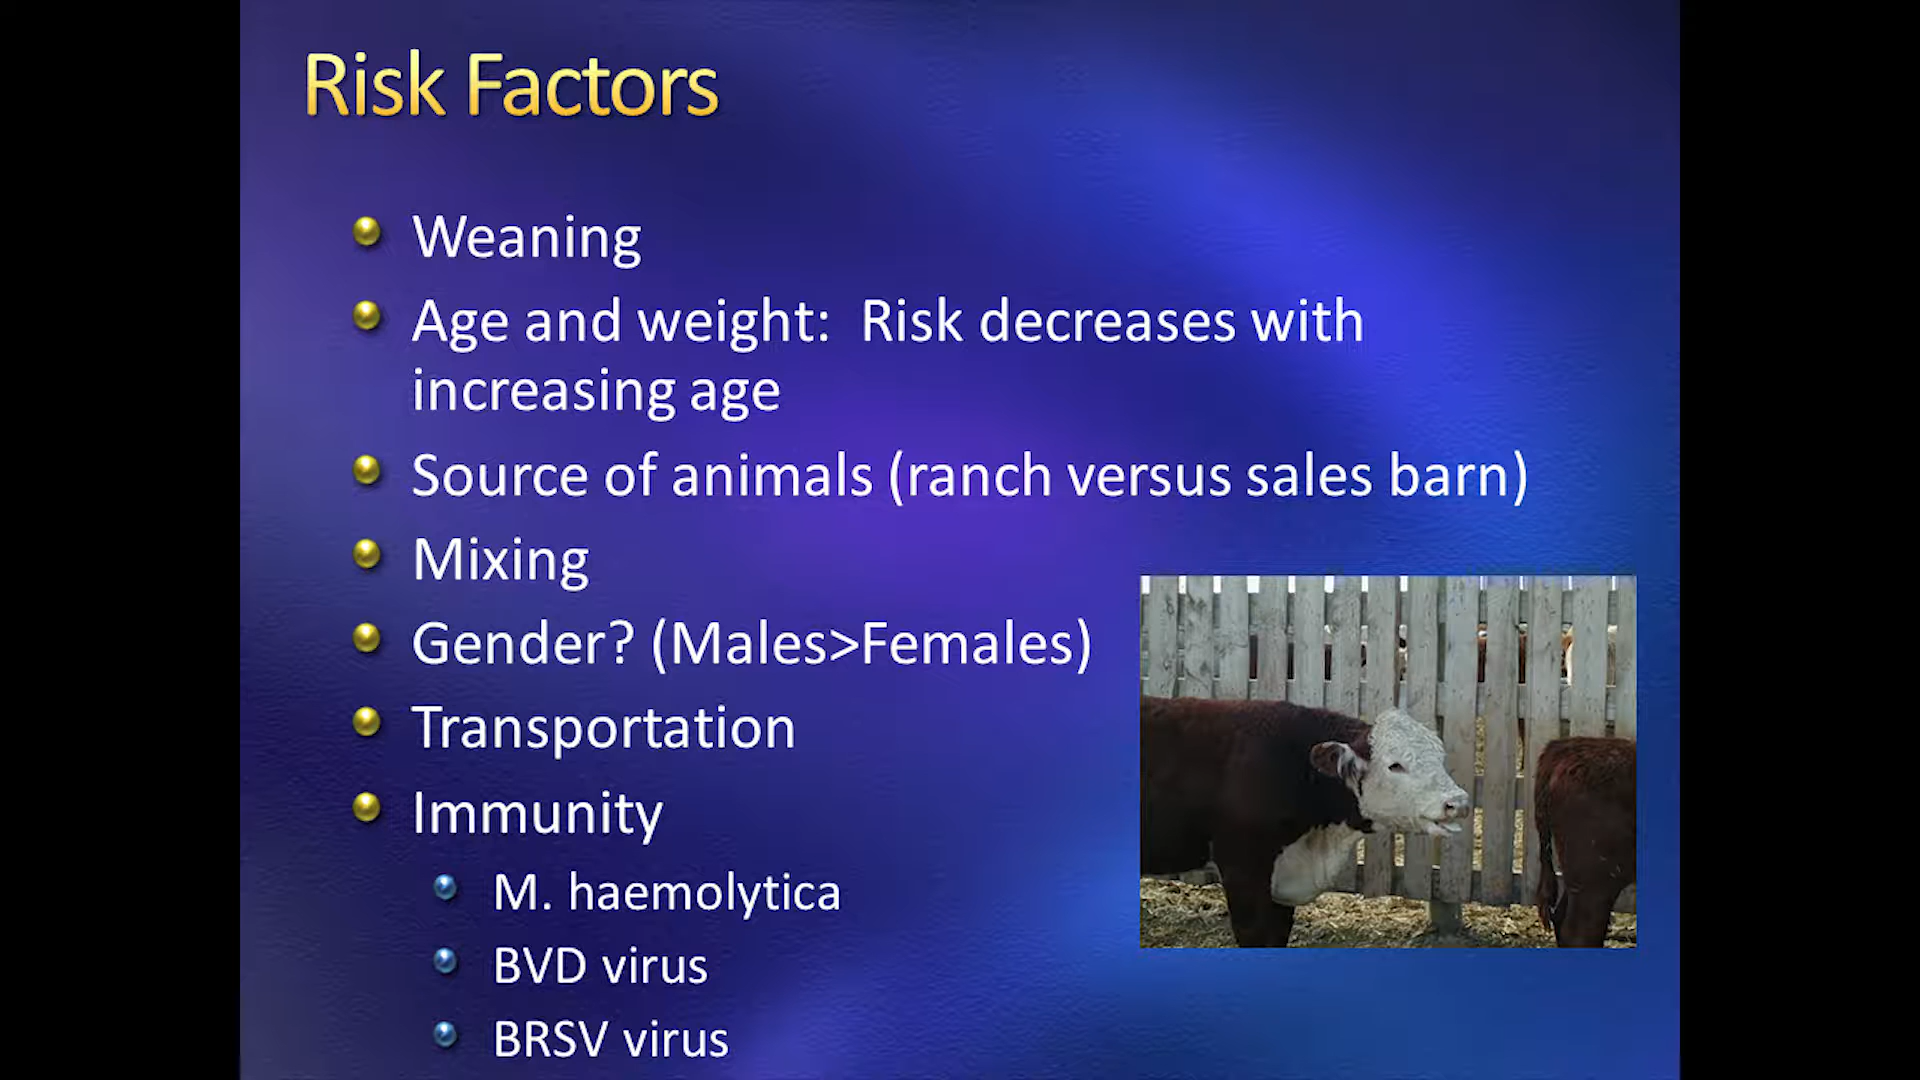 Risk Factors
Weaning
Age and weight:  Risk decreases with
increasing age
Source of animals (ranch versus sales barn)
Mixing
Gender? (Males>Females)
Transportation
Immunity
M. haemolytica
BVD virus
BRSV virus